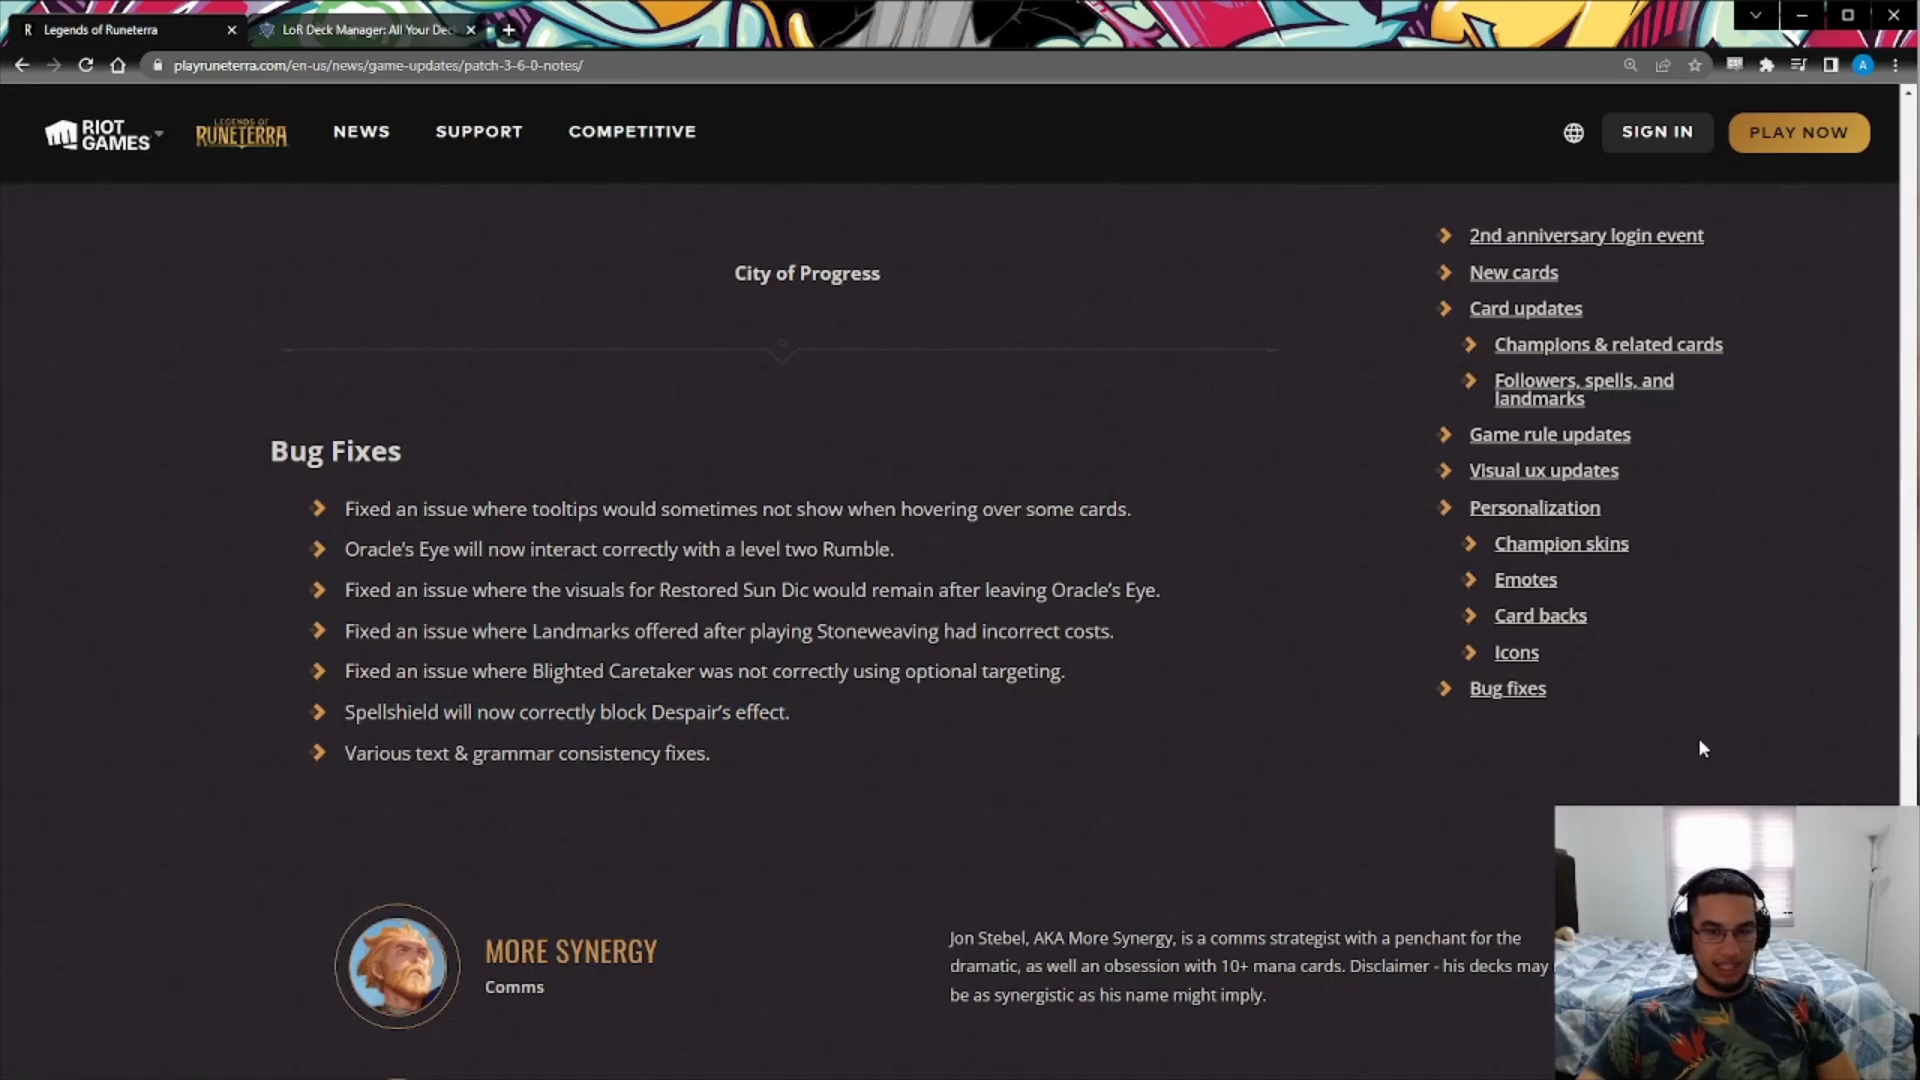 Legends of Runeterra
LoR Deck Manager: All Your Dec
playruneterra.com/en-us/news/game-updates/patch-3-6-0-notes/
A
RIOT
GAMES
LEGENDS OF
RUNETERRA
NEWS
SUPPORT
COMPETITIVE
SIGN IN
PLAY NOW
City of Progress
Bug Fixes
Fixed an issue where tooltips would sometimes not show when hovering over some cards.
Oracle's Eye will now interact correctly with a level two Rumble.
Fixed an issue where the visuals for Restored Sun Dic would remain after leaving Oracle's Eye.
Fixed an issue where Landmarks offered after playing Stoneweaving had incorrect costs.
Fixed an issue where Blighted Caretaker was not correctly using optional targeting.
Spellshield will now correctly block Despair's effect.
Various text & grammar consistency fixes.
2nd anniversary login event
New cards
Card updates
Champions & related cards
Followers, spells, and
landmarks
Game rule updates
Visual ux updates
Personalization
Champion skins
Emotes
Card backs
Icons
Bug fixes
MORE SYNERGY
Comms
Jon Stebel, AKA More Synergy, is a comms strategist with a penchant for the
dramatic, as well an obsession with 10+ mana cards. Disclaimer - his decks may
be as synergistic as his name might imply.